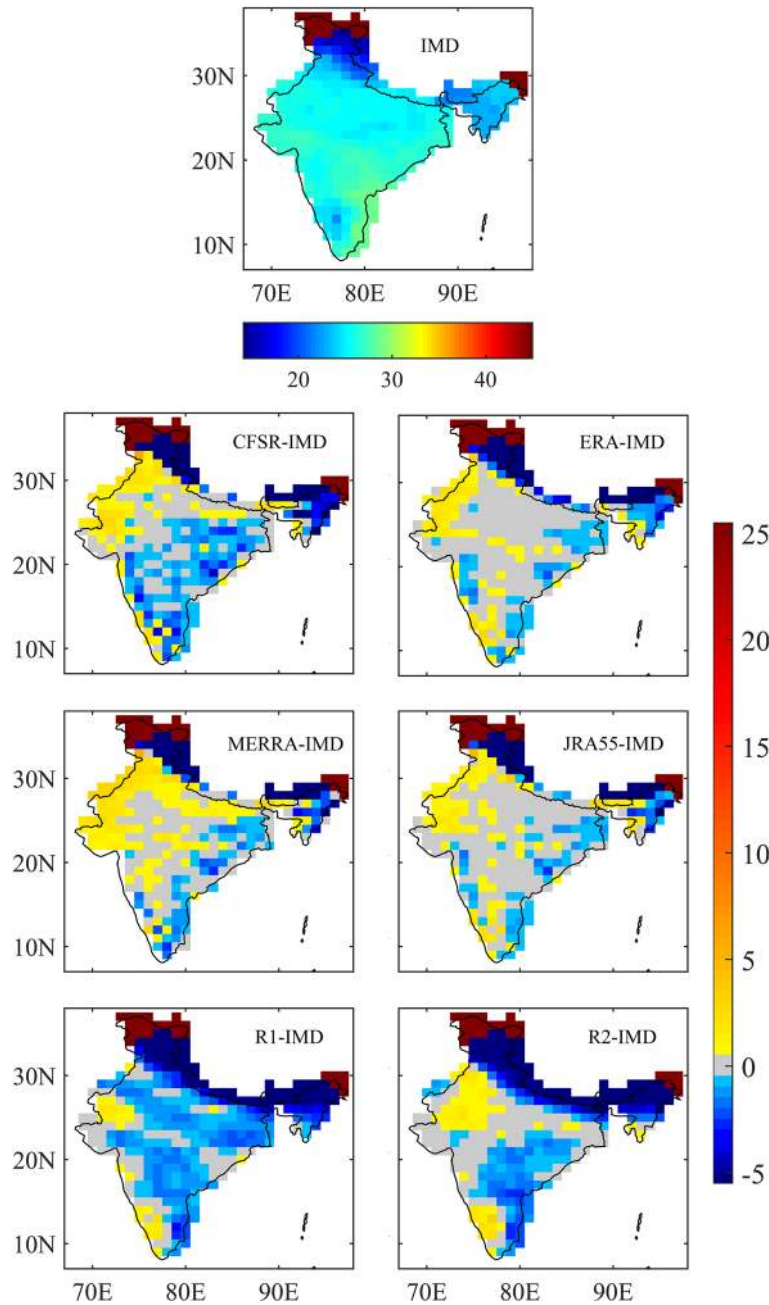 IMD
30N
20N
10N
70E 80E 90E
20 30 40
CFSR-IMD
ERA-IMD
30N
20N
10N
MERRA-IMD
JRA55-IMD
30N
20N
10N
R1-IMD
R2-IMD
30N
20N
10N
70E 80E 90E
70E 80E 90E
25
20
15
10
5
0
-5